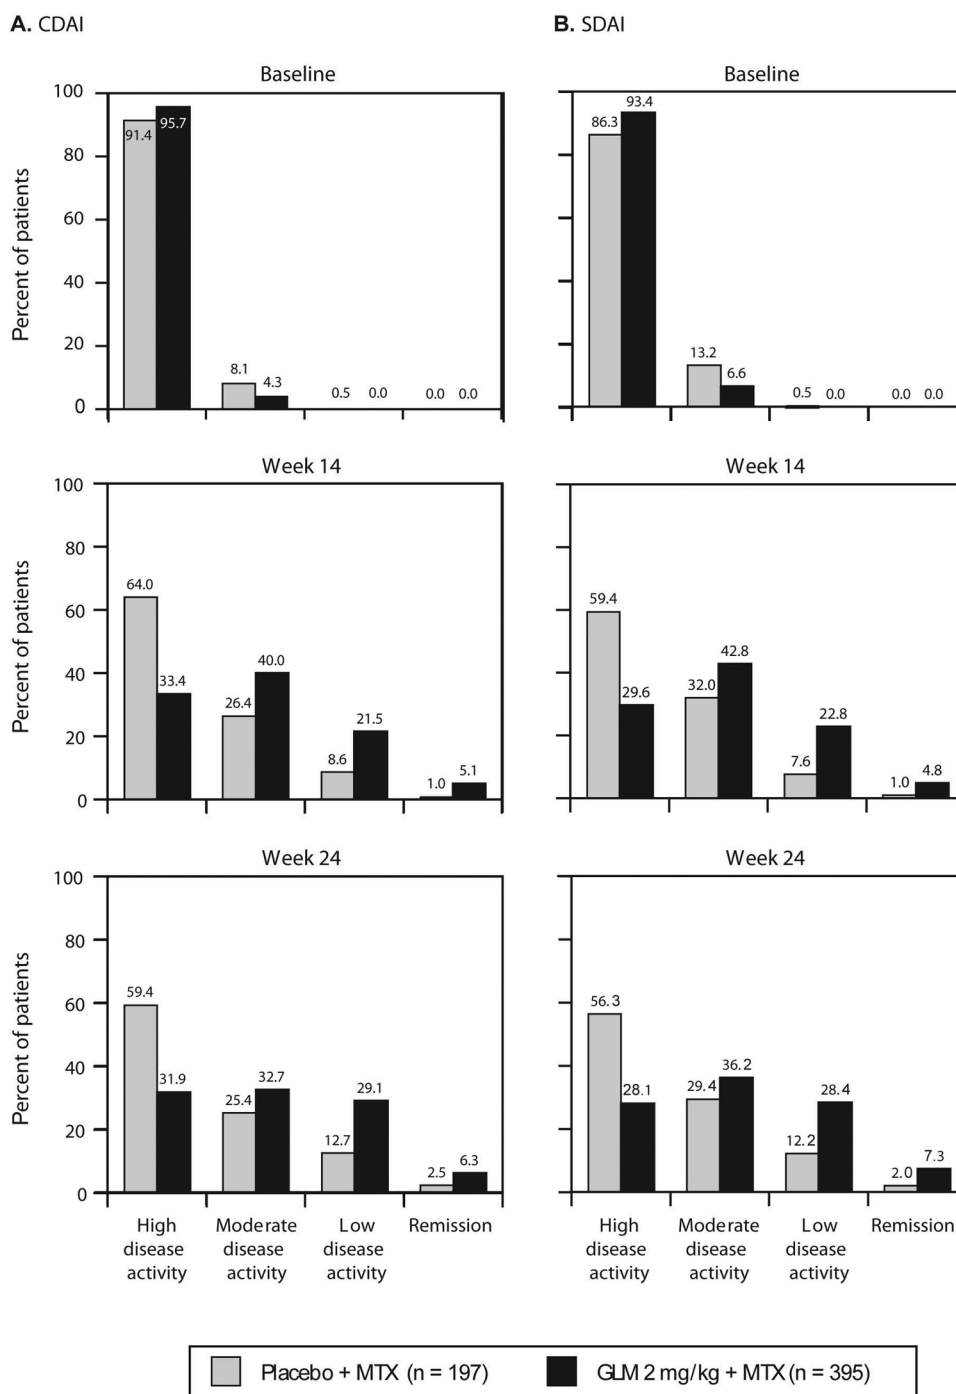 A. CDAI
B. SDAI
Baseline
Percent of patients
100
80
60
40
20
0
91.4
95.7
8.1
4.3
0.5
0.0
0.0
0.0
Baseline
86.3
93.4
13.2
6.6
0.5
0.0
0.0
0.0
Week 14
Percent of patients
100
80
60
40
20
0
64.0
33.4
26.4
40.0
8.6
21.5
1.0
5.1
Week 14
59.4
29.6
32.0
42.8
7.6
22.8
1.0
4.8
Week 24
Percent of patients
100
80
60
40
20
0
59.4
31.9
25.4
32.7
12.7
29.1
2.5
6.3
High
disease
activity
Moderate
disease
activity
Low
disease
activity
Remission
Week 24
56.3
28.1
29.4
36.2
12.2
28.4
2.0
7.3
High
disease
activity
Moderate
disease
activity
Low
disease
activity
Remission
Placebo + MTX (n = 197)
GLM 2 mg/kg + MTX (n = 395)